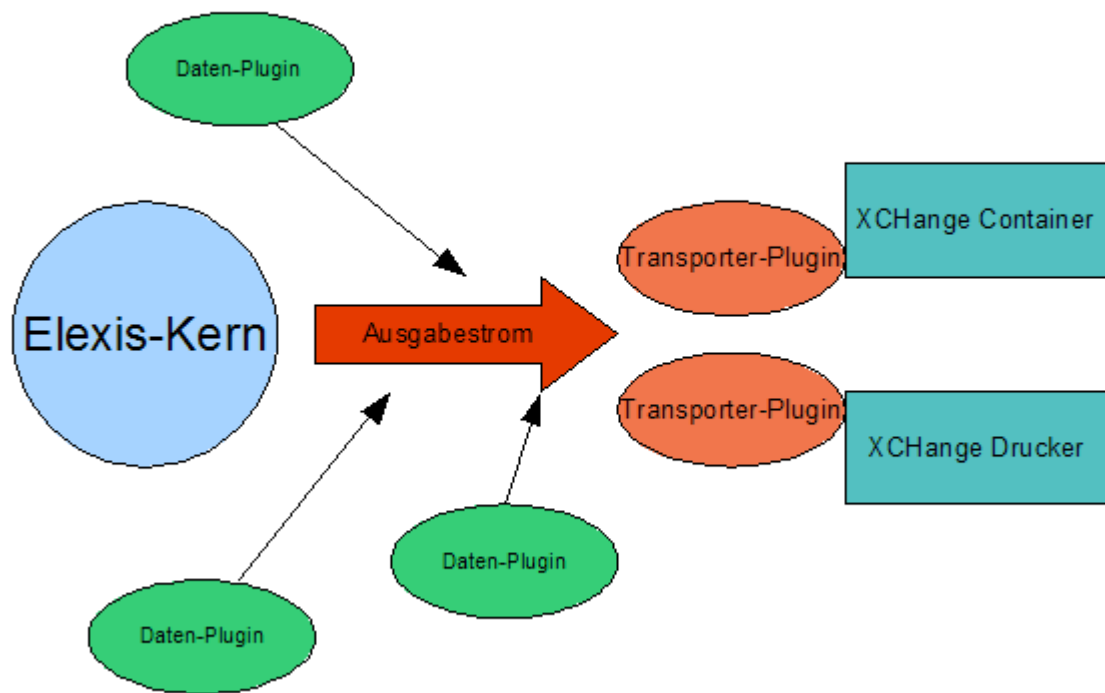 Daten-Plugin
Elexis-Kern
Ausgabestrom
Transporter-Plugin
XCHange Container
Transporter-Plugin
XCHange Drucker
Daten-Plugin
Daten-Plugin